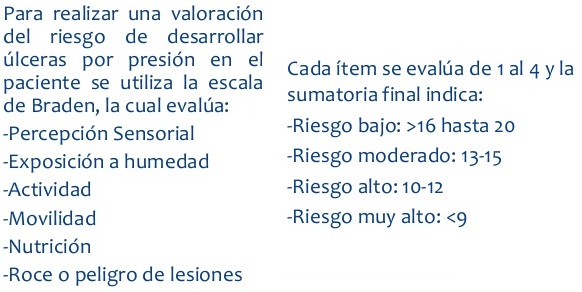 Para realizar una valoración
del riesgo de desarrollar
úlceras por presión en el
paciente se utiliza la escala
de Braden, la cual evalúa:
-Percepción Sensorial
-Exposición a humedad
-Actividad
-Movilidad
-Nutrición
-Roce o peligro de lesiones
Cada ítem se evalúa de 1 al 4 y la
sumatoria final indica:
-Riesgo bajo: >16 hasta 20
-Riesgo moderado: 13-15
-Riesgo alto: 10-12
-Riesgo muy alto: <9